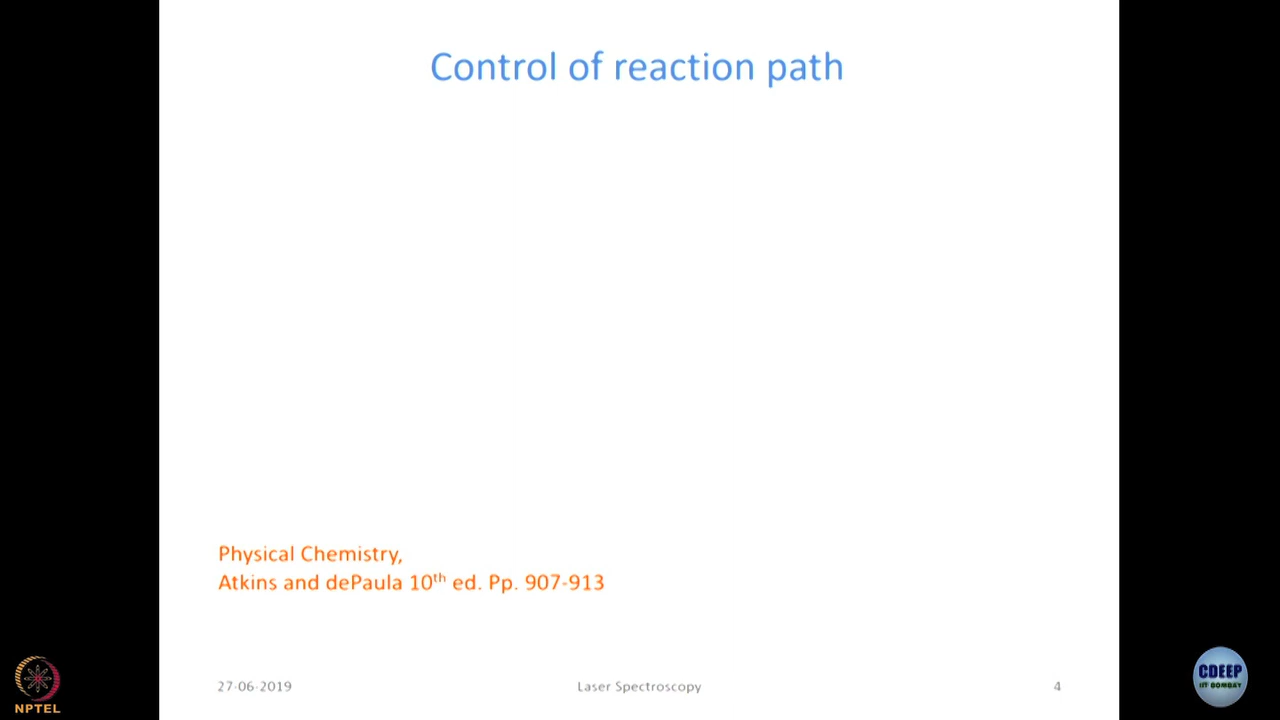 Control of reaction path
Physical Chemistry,
Atkins and dePaula 10th ed. Pp. 907-913
27-06-2019
Laser Spectroscopy
4
NPTEL
CDEEP
IIT BOMBAY